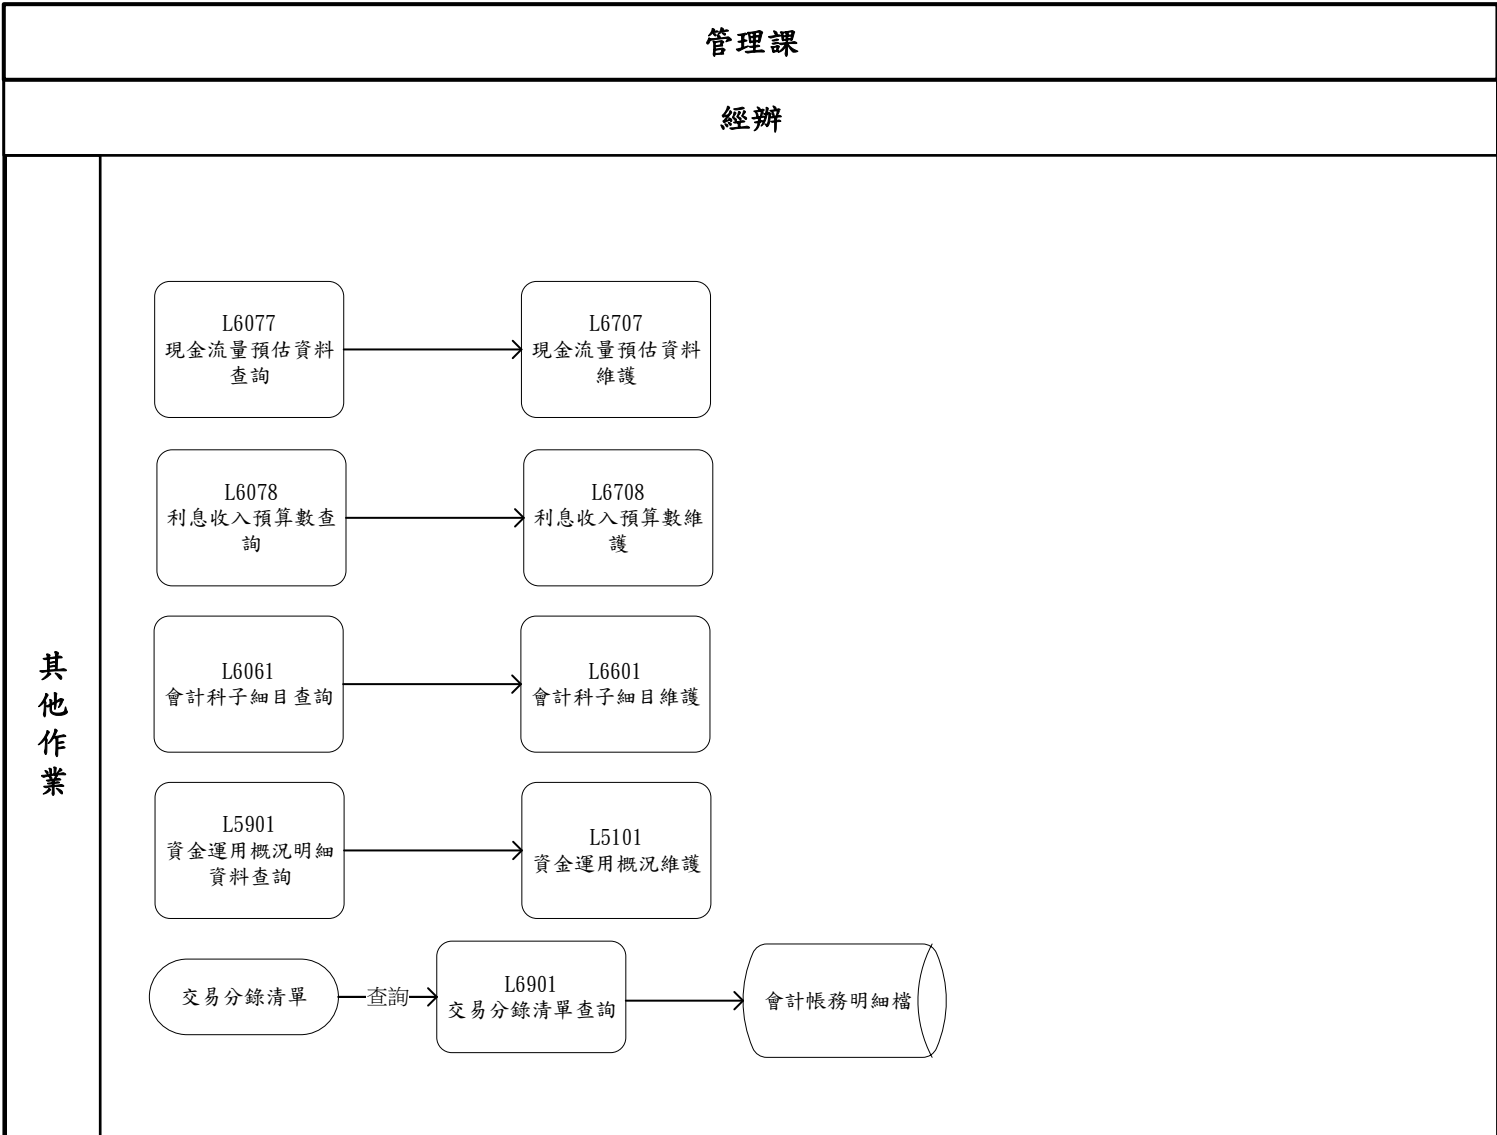 管理課
經辦
其
他
作
業
L6077
現金流量預估資料
查詢
L6707
現金流量預估資料
維護
L6078
利息收入預算數查
詢
L6708
利息收入預算數維
護
L6061
會計科子細目查詢
L6601
會計科子細目維護
L5901
資金運用概況明細
資料查詢
L5101
資金運用概況維護
交易分錄清單
查詢
L6901
交易分錄清單查詢
會計帳務明細檔